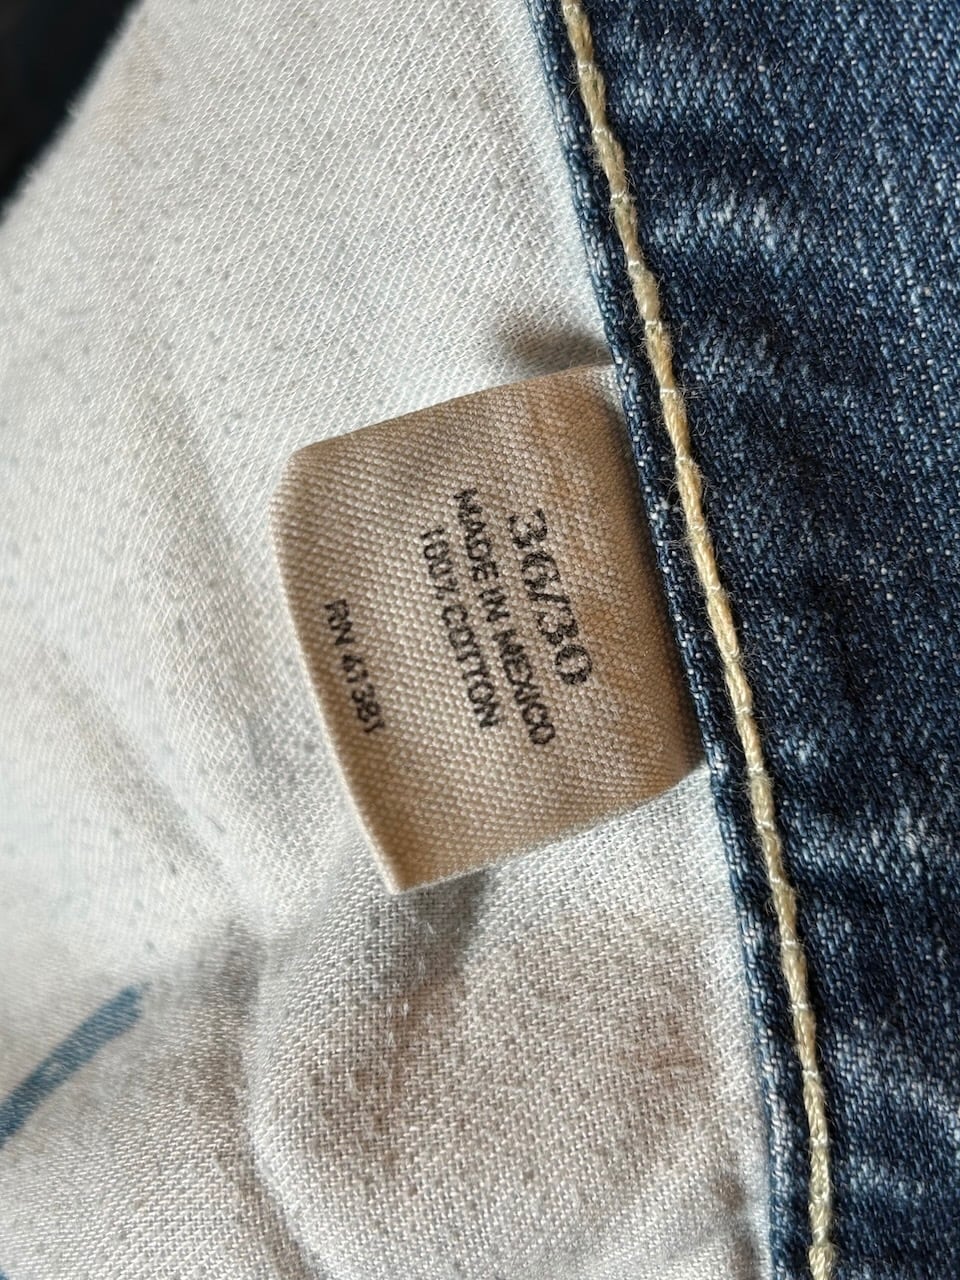 36/30
MADE IN MEXICO
100% COTTON
RN 41381